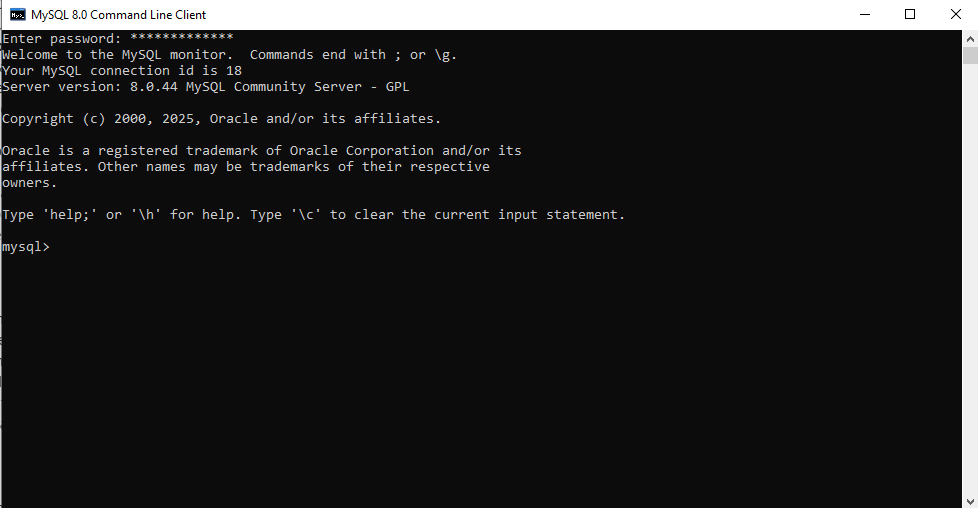 MySQL 8.0 Command Line Client
Enter password: *************
Welcome to the MySQL monitor.  Commands end with ; or \g.
Your MySQL connection id is 18
Server version: 8.0.44 MySQL Community Server - GPL
Copyright (c) 2000, 2025, Oracle and/or its affiliates.
Oracle is a registered trademark of Oracle Corporation and/or its
affiliates. Other names may be trademarks of their respective
owners.
Type 'help;' or '\h' for help. Type '\c' to clear the current input statement.
mysql>